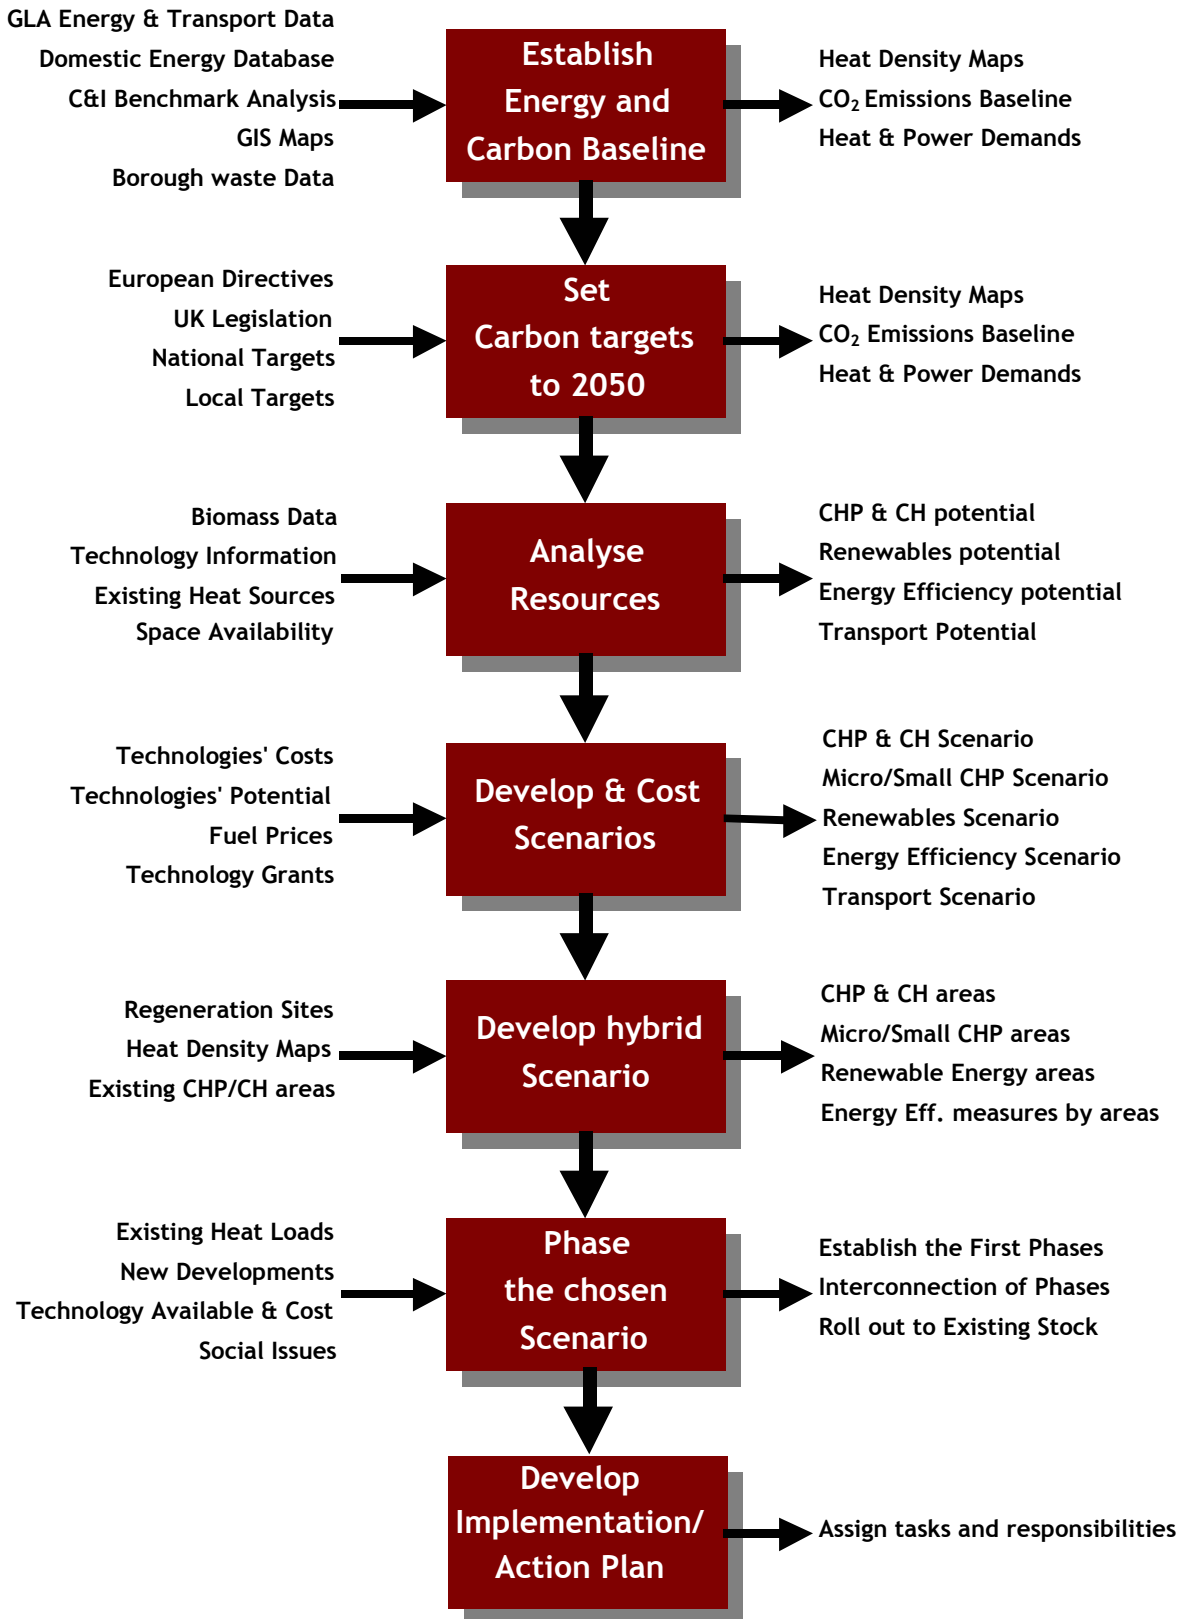 GLA Energy & Transport Data
Domestic Energy Database
C&I Benchmark Analysis
GIS Maps
Borough waste Data
Establish
Energy and
Carbon Baseline
Heat Density Maps
CO₂ Emissions Baseline
Heat & Power Demands
European Directives
UK Legislation
National Targets
Local Targets
Set
Carbon targets
to 2050
Heat Density Maps
CO₂ Emissions Baseline
Heat & Power Demands
Biomass Data
Technology Information
Existing Heat Sources
Space Availability
Analyse
Resources
CHP & CH potential
Renewables potential
Energy Efficiency potential
Transport Potential
Technologies' Costs
Technologies' Potential
Fuel Prices
Technology Grants
Develop & Cost
Scenarios
CHP & CH Scenario
Micro/Small CHP Scenario
Renewables Scenario
Energy Efficiency Scenario
Transport Scenario
Regeneration Sites
Heat Density Maps
Existing CHP/CH areas
Develop hybrid
Scenario
CHP & CH areas
Micro/Small CHP areas
Renewable Energy areas
Energy Eff. measures by areas
Existing Heat Loads
New Developments
Technology Available & Cost
Social Issues
Phase
the chosen
Scenario
Establish the First Phases
Interconnection of Phases
Roll out to Existing Stock
Develop
Implementation/
Action Plan
Assign tasks and responsibilities